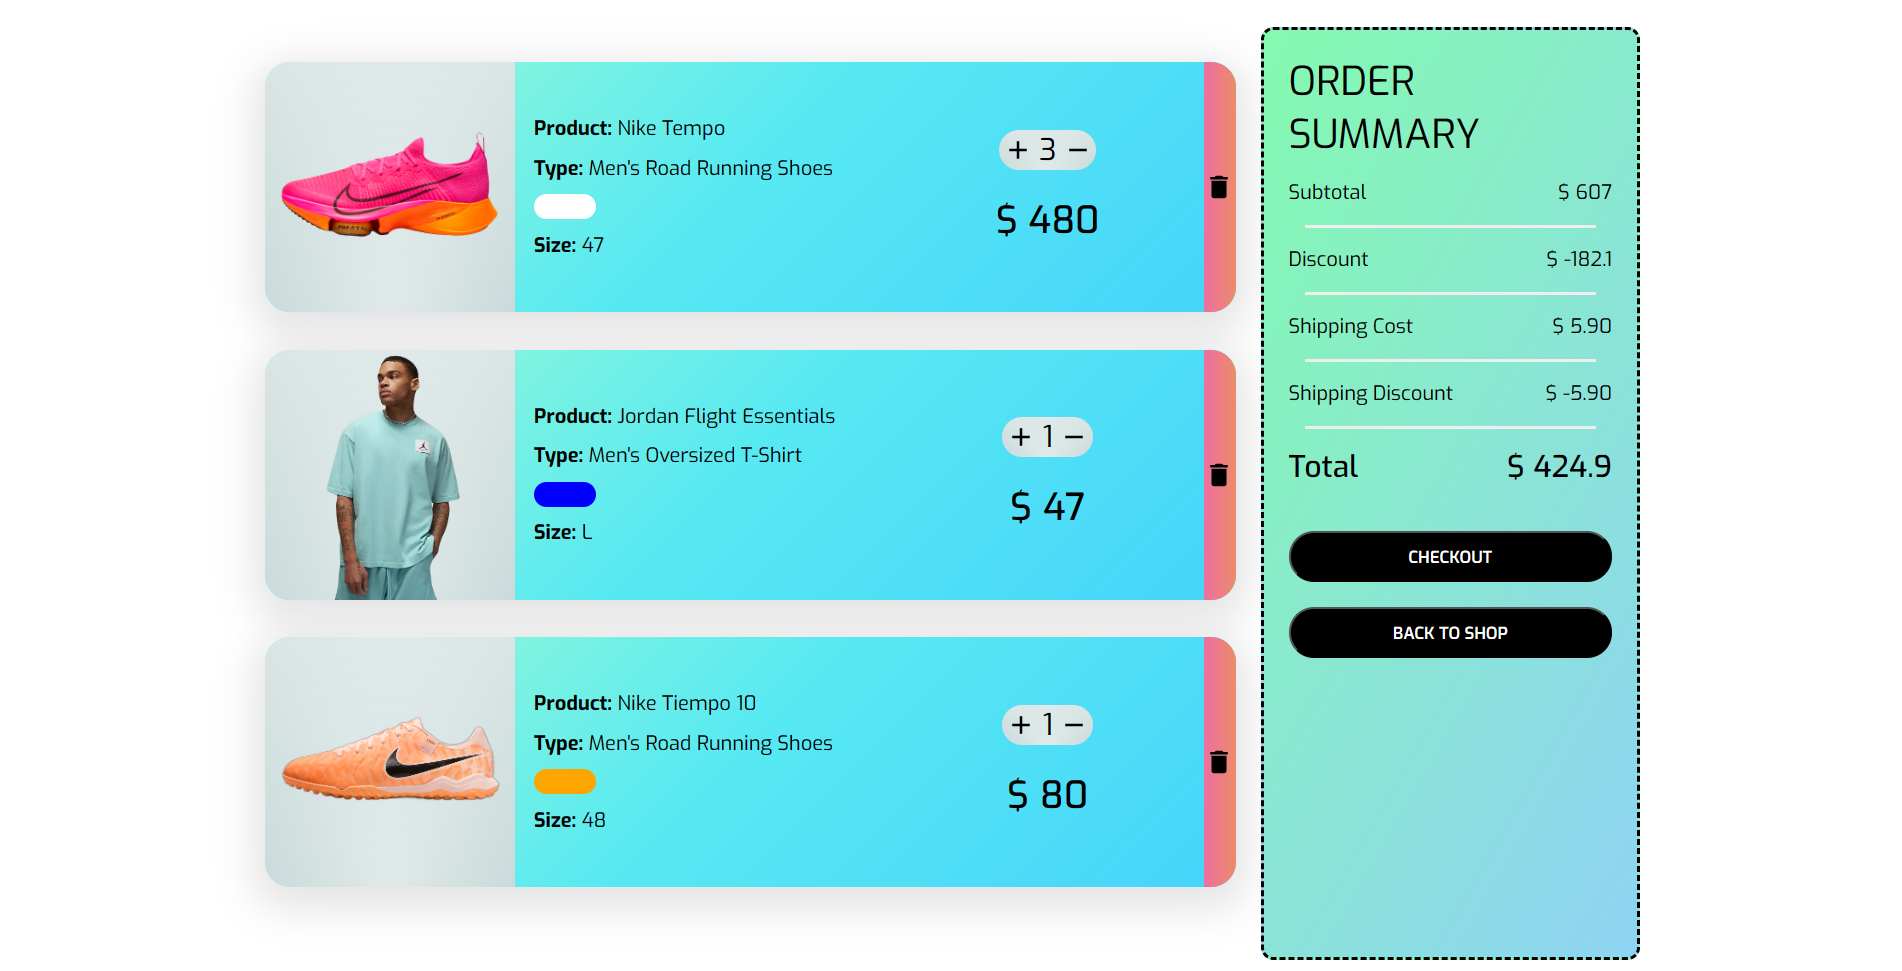 Product: Nike Tempo
Type: Men's Road Running Shoes
Size: 47
+ 3 −
$ 480
Product: Jordan Flight Essentials
Type: Men's Oversized T-Shirt
Size: L
+ 1 −
$ 47
Product: Nike Tiempo 10
Type: Men's Road Running Shoes
Size: 48
+ 1 −
$ 80
ORDER
SUMMARY
Subtotal $ 607
Discount $ -182.1
Shipping Cost $ 5.90
Shipping Discount $ -5.90
Total $ 424.9
CHECKOUT
BACK TO SHOP